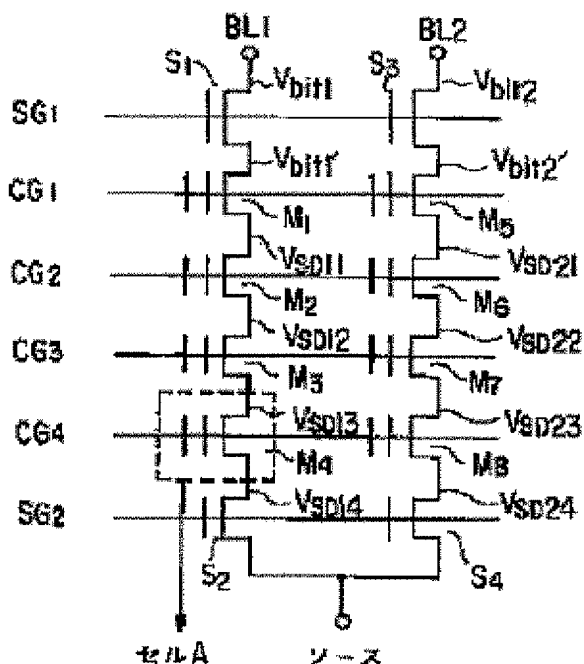 BL1 BL2
S1 S3
Vbit1 Vbit2
SG1
Vbit1' Vbit2'
CG1
M1 M5
VSD11 VSD21
CG2
M2 M6
VSD12 VSD22
CG3
M3 M7
VSD13 VSD23
CG4
M4 M8
VSD14 VSD24
SG2
S2 S4
セルA ソース